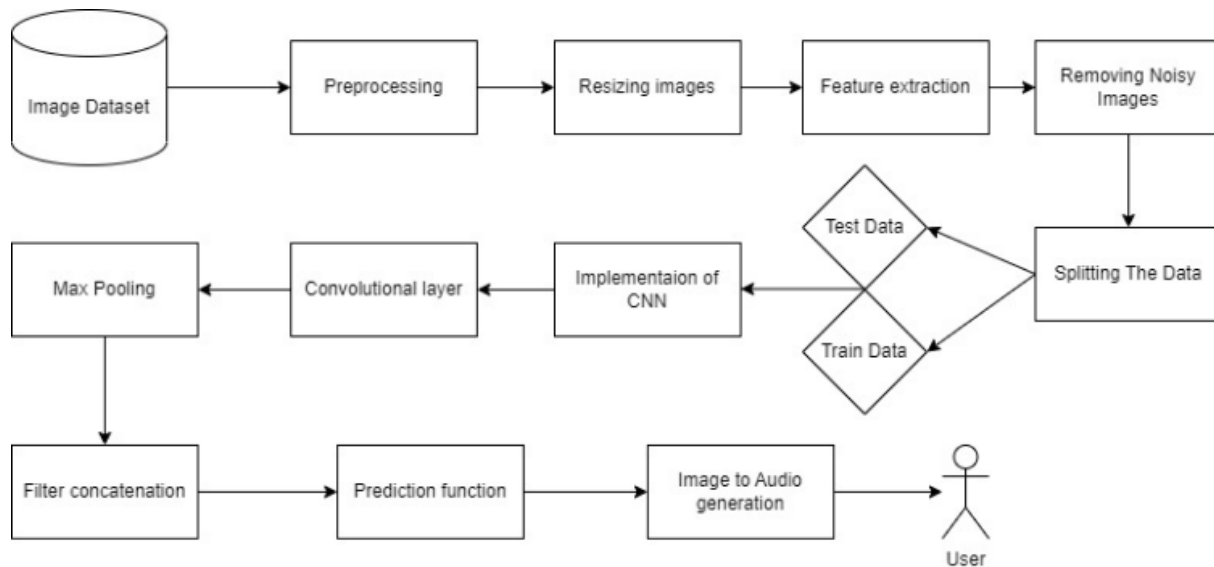 Image Dataset
Preprocessing
Resizing images
Feature extraction
Removing Noisy
Images
Splitting The Data
Test Data
Train Data
Implementaion of
CNN
Convolutional layer
Max Pooling
Filter concatenation
Prediction function
Image to Audio
generation
User